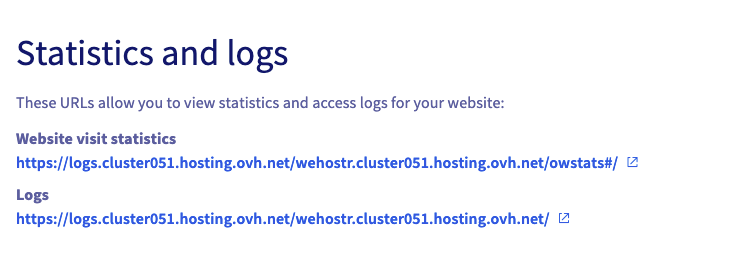 Statistics and logs
These URLs allow you to view statistics and access logs for your website:
Website visit statistics
https://logs.cluster051.hosting.ovh.net/wehostr.cluster051.hosting.ovh.net/owstats#/
Logs
https://logs.cluster051.hosting.ovh.net/wehostr.cluster051.hosting.ovh.net/